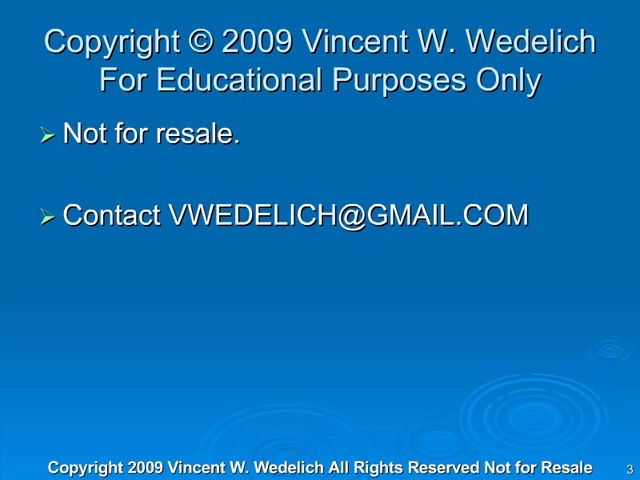 Copyright © 2009 Vincent W. Wedelich
For Educational Purposes Only
Not for resale.
Contact VWEDELICH@GMAIL.COM
Copyright 2009 Vincent W. Wedelich All Rights Reserved Not for Resale
3